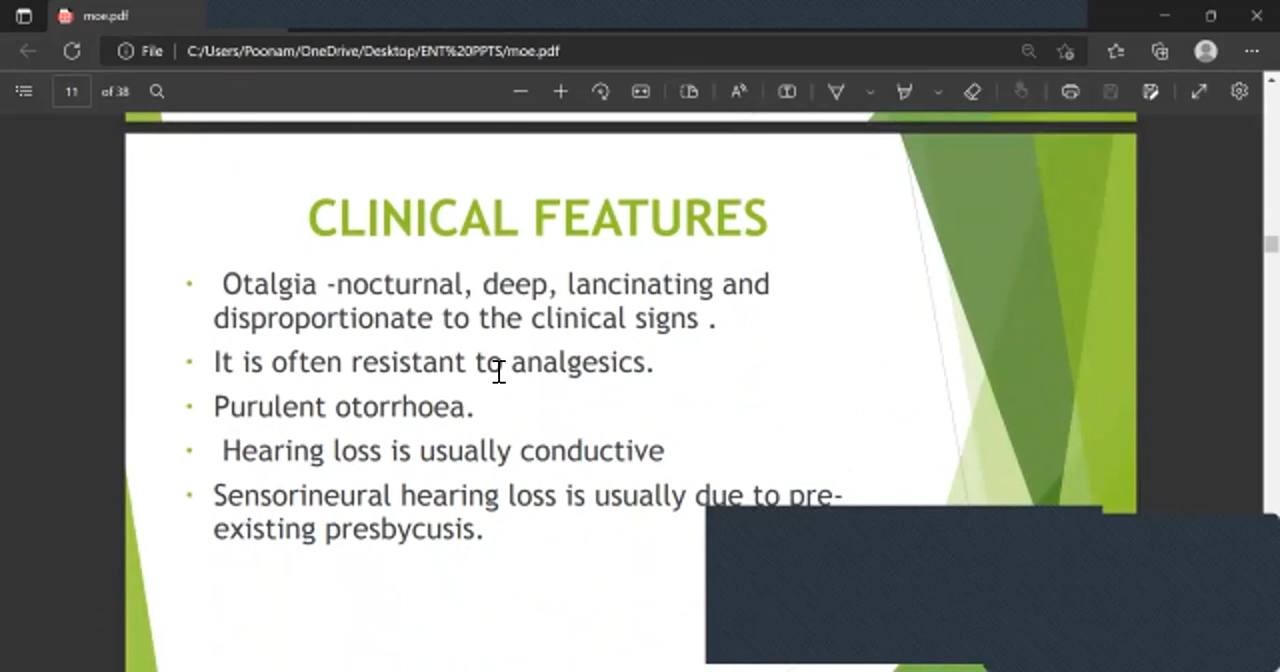 moe.pdf
File | C:/Users/Poonam/OneDrive/Desktop/ENT%20PPTS/moe.pdf
11 of 38
CLINICAL FEATURES
• Otalgia -nocturnal, deep, lancinating and
disproportionate to the clinical signs .
• It is often resistant to analgesics.
• Purulent otorrhoea.
• Hearing loss is usually conductive
• Sensorineural hearing loss is usually due to pre-
existing presbycusis.